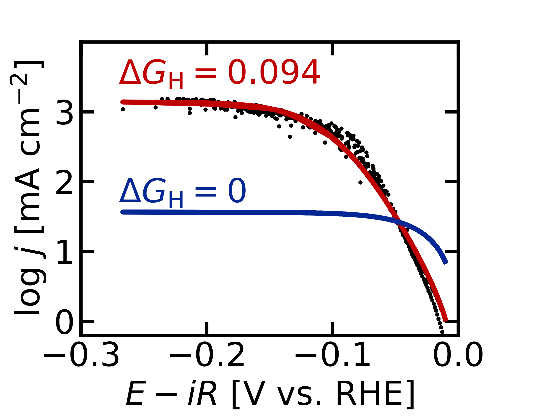 ΔG_H = 0.094
ΔG_H = 0
log j [mA cm⁻²]
3
2
1
0
−0.3 −0.2 −0.1 0.0
E − iR [V vs. RHE]